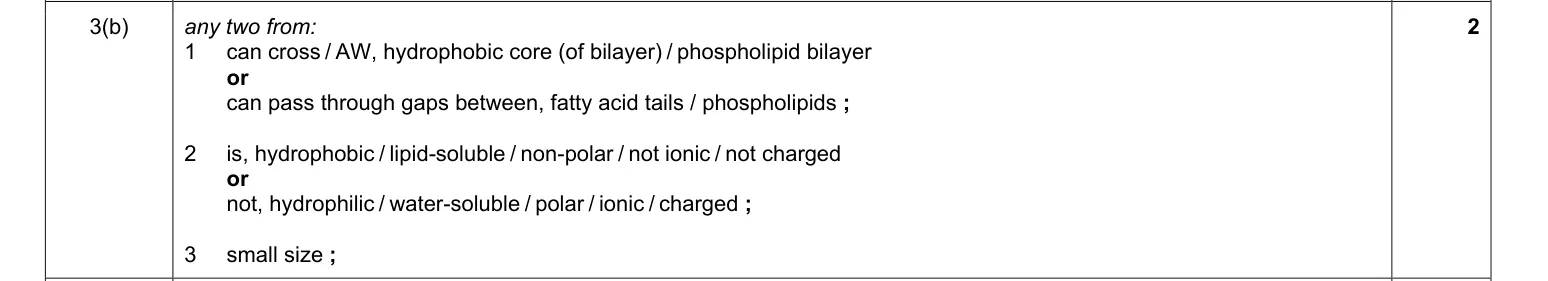 3(b) any two from: 2
1 can cross / AW, hydrophobic core (of bilayer) / phospholipid bilayer
or
can pass through gaps between, fatty acid tails / phospholipids ;
2 is, hydrophobic / lipid-soluble / non-polar / not ionic / not charged
or
not, hydrophilic / water-soluble / polar / ionic / charged ;
3 small size ;